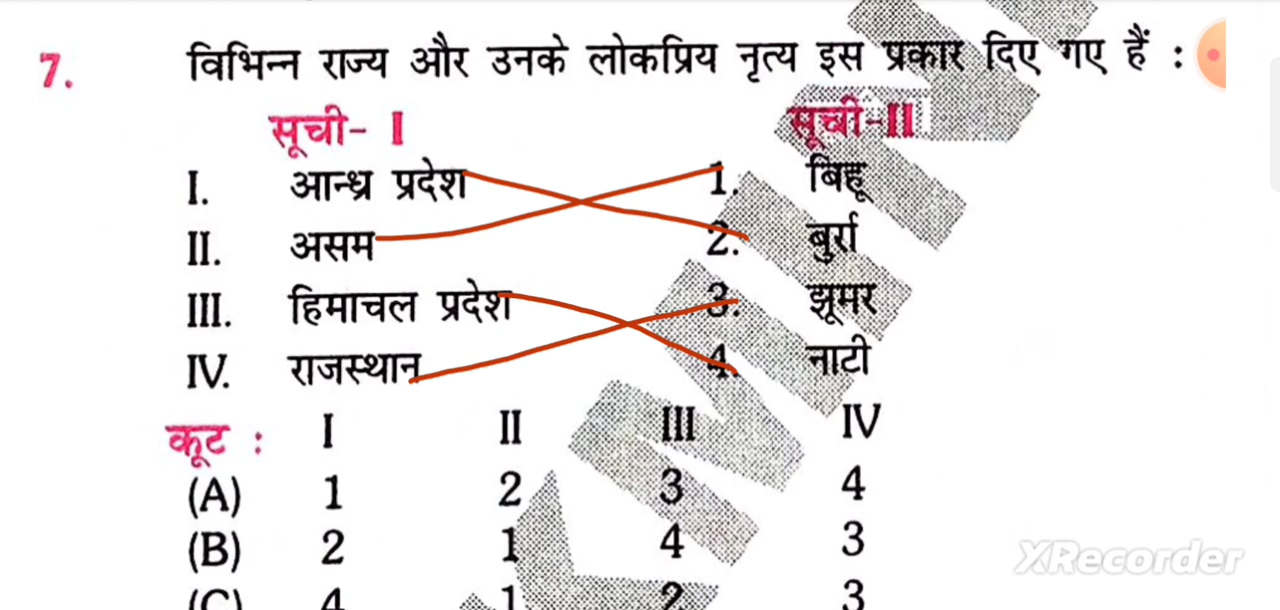 7. विभिन्न राज्य और उनके लोकप्रिय नृत्य इस प्रकार दिए गए हैं :
सूची- I सूची-II
I. आन्ध्र प्रदेश 1. बिहू
II. असम 2. बुर्रा
III. हिमाचल प्रदेश 3. झूमर
IV. राजस्थान 4. नाटी
कूट : I II III IV
(A) 1 2 3 4
(B) 2 1 4 3
(C) 4 1 2 3
XRecorder